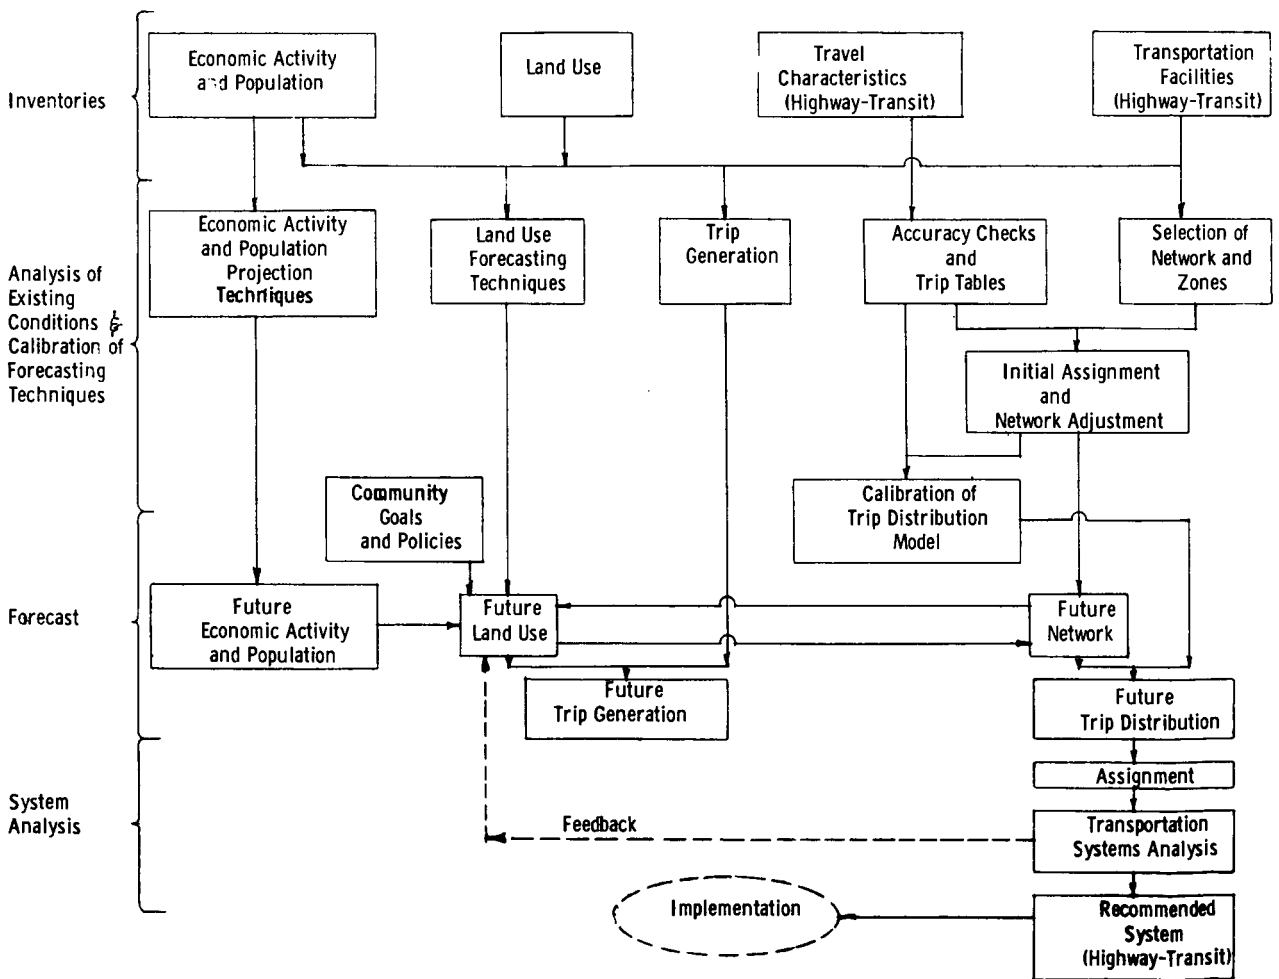 Inventories
Economic Activity
and Population
Land Use
Travel
Characteristics
(Highway-Transit)
Transportation
Facilities
(Highway-Transit)
Analysis of
Existing
Conditions &
Calibration of
Forecasting
Techniques
Economic Activity
and Population
Projection
Techniques
Land Use
Forecasting
Techniques
Trip
Generation
Accuracy Checks
and
Trip Tables
Selection of
Network and
Zones
Initial Assignment
and
Network Adjustment
Community
Goals
and Policies
Calibration of
Trip Distribution
Model
Forecast
Future
Economic Activity
and Population
Future
Land Use
Future
Network
Future
Trip Generation
Future
Trip Distribution
System
Analysis
Assignment
Feedback
Transportation
Systems Analysis
Implementation
Recommended
System
(Highway-Transit)